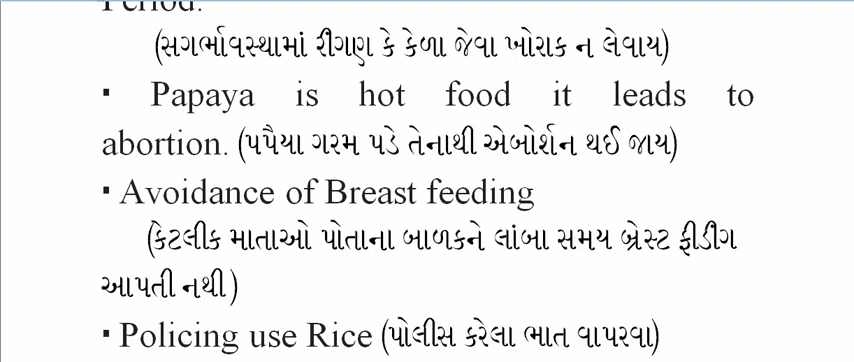 Period.
(સગર્ભાવસ્થામાં રીંગણ કે કેળા જેવા ખોરાક ન લેવાય)
▪ Papaya is hot food it leads to
abortion. (પપૈયા ગરમ પડે તેનાથી એબોર્શન થઈ જાય)
▪ Avoidance of Breast feeding
(કેટલીક માતાઓ પોતાના બાળકને લાંબા સમય બ્રેસ્ટ ફીડીંગ
આપતી નથી)
▪ Policing use Rice (પોલીસ કરેલા ભાત વાપરવા)